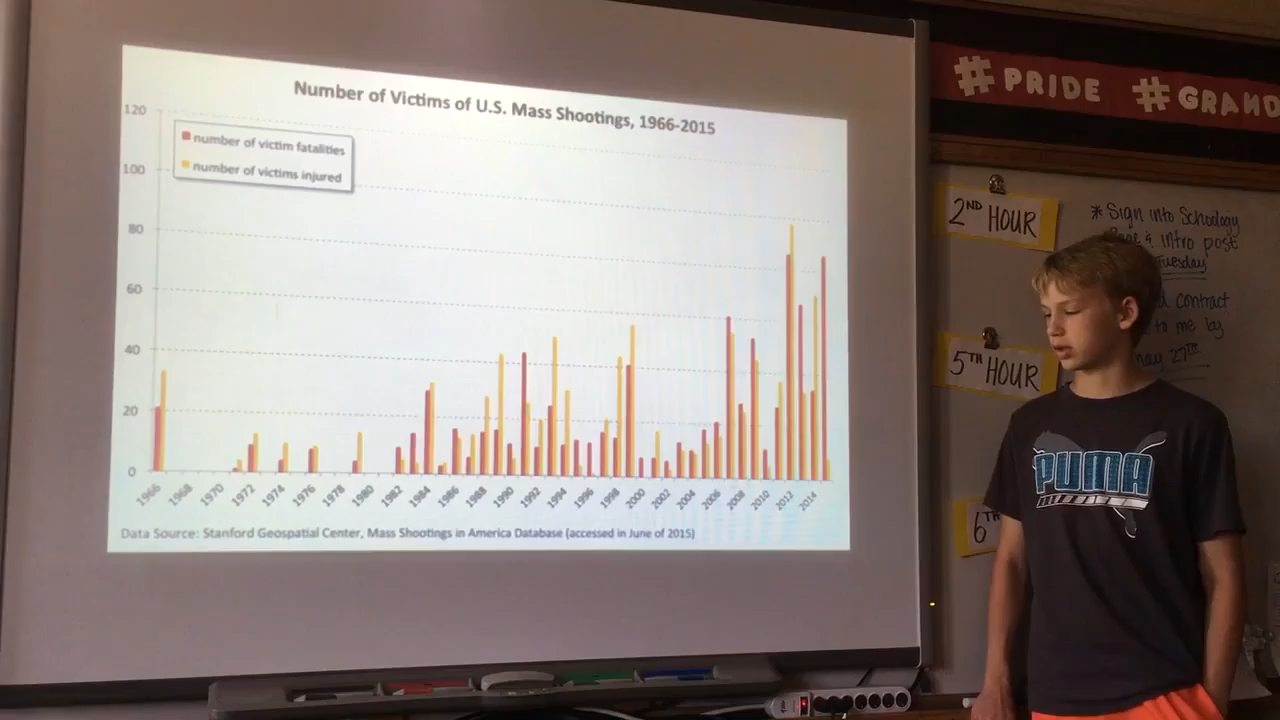 Number of Victims of U.S. Mass Shootings, 1966-2015
number of victim fatalities
number of victims injured
120
100
80
60
40
20
0
1966 1968 1970 1972 1974 1976 1978 1980 1982 1984 1986 1988 1990 1992 1994 1996 1998 2000 2002 2004 2006 2008 2010 2012 2014
Data Source: Stanford Geospatial Center, Mass Shootings in America Database (accessed in June of 2015)
#PRIDE #GRAND
2ND HOUR
* Sign into Schoology
& intro post
Tuesday
contract
to me by
may 27TH
5TH HOUR
6TH
PUMA